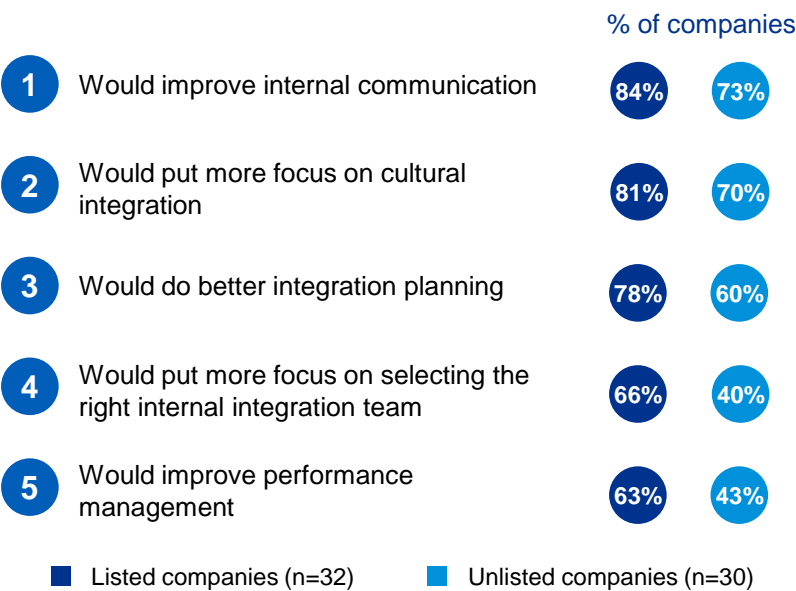 % of companies
1 Would improve internal communication 84% 73%
2 Would put more focus on cultural
integration 81% 70%
3 Would do better integration planning 78% 60%
4 Would put more focus on selecting the
right internal integration team 66% 40%
5 Would improve performance
management 63% 43%
Listed companies (n=32) Unlisted companies (n=30)